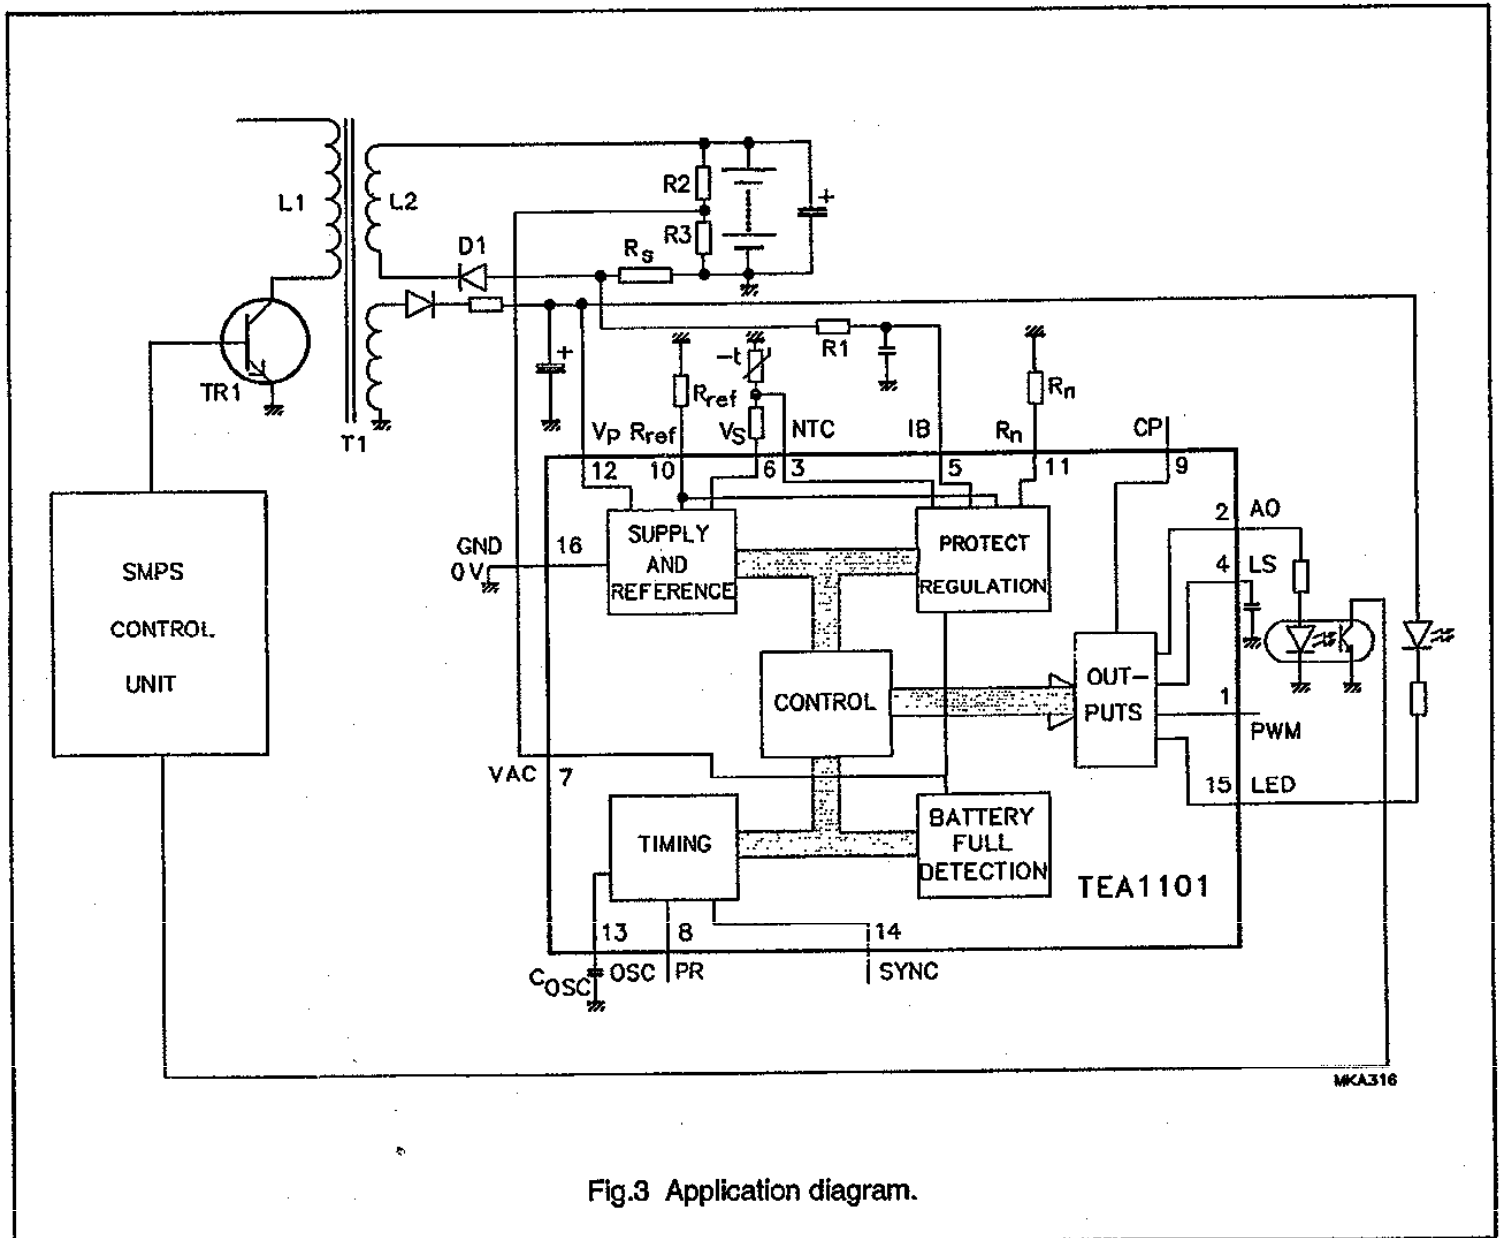 L1
L2
R2
R3
D1
Rs
+
+
R1
-t
Rref
Rn
TR1
T1
VP Rref VS NTC IB Rn CP
12 10 6 3 5 11 9
2 AO
4 LS
1 PWM
15 LED
GND 16
0V
SUPPLY
AND
REFERENCE
PROTECT
REGULATION
SMPS
CONTROL
UNIT
CONTROL
OUT-
PUTS
VAC 7
TIMING
BATTERY
FULL
DETECTION
TEA1101
13 8 14
COSC OSC PR SYNC
MKA316
Fig.3 Application diagram.